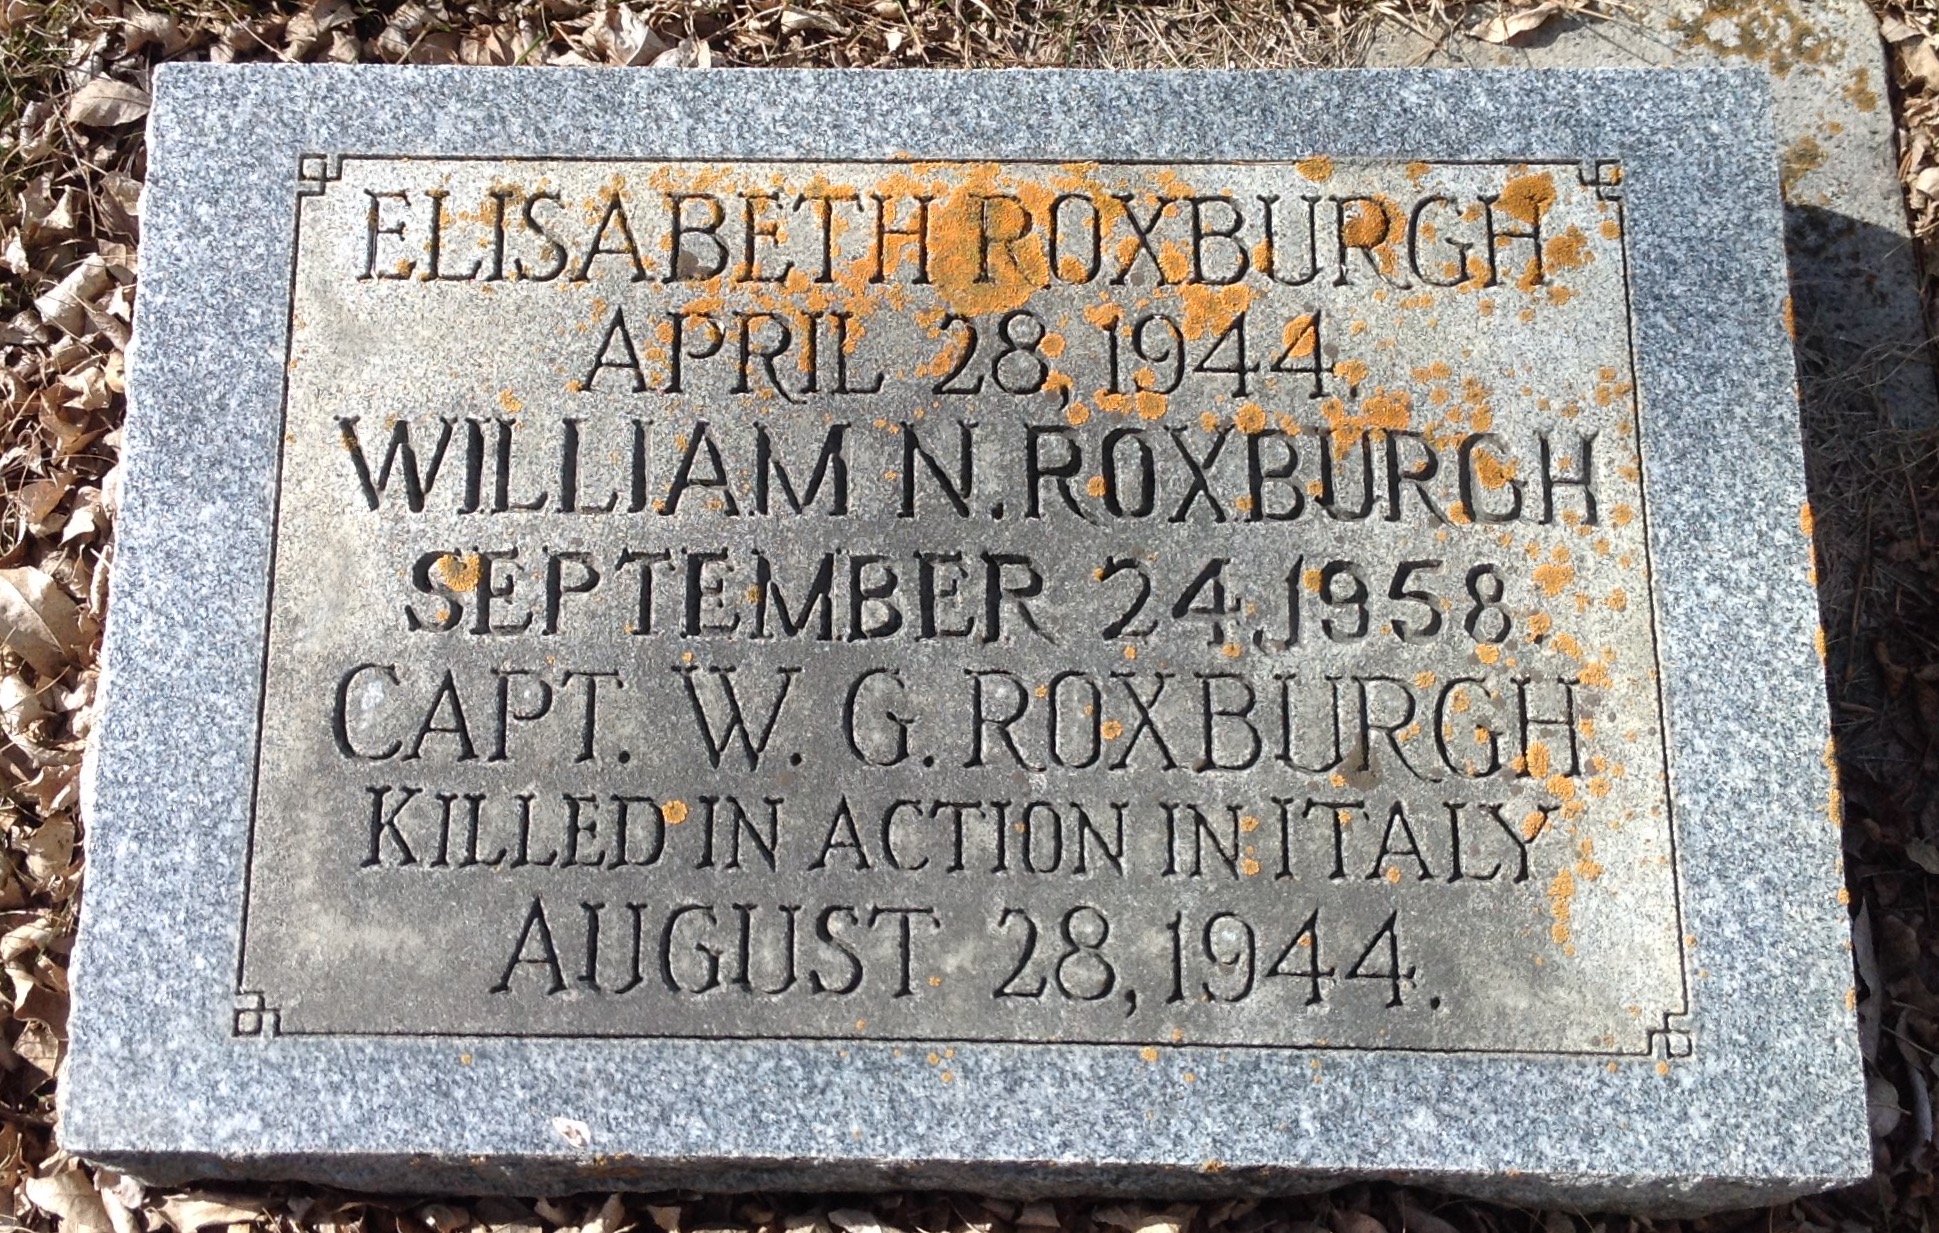 ELISABETH ROXBURGH
APRIL 28, 1944.
WILLIAM N. ROXBURGH
SEPTEMBER 24, 1958.
CAPT. W. G. ROXBURGH
KILLED IN ACTION IN ITALY
AUGUST 28, 1944.